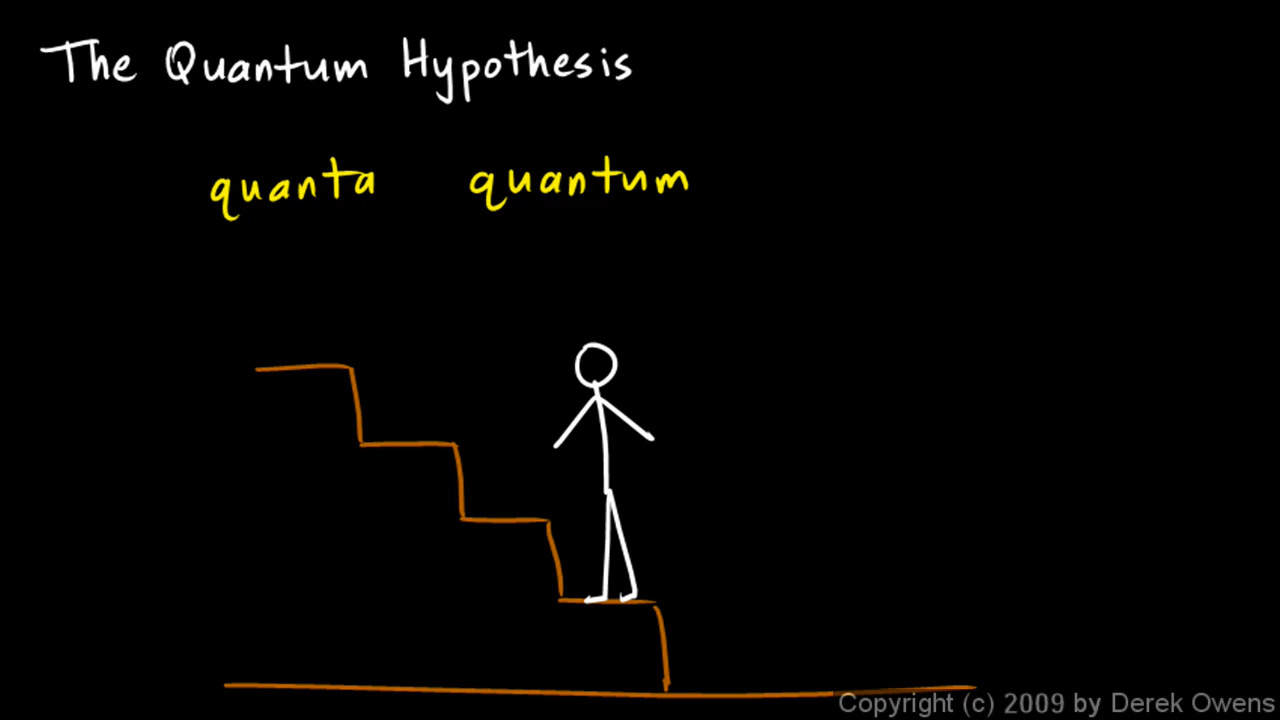 The Quantum Hypothesis
quanta quantum
Copyright (c) 2009 by Derek Owens